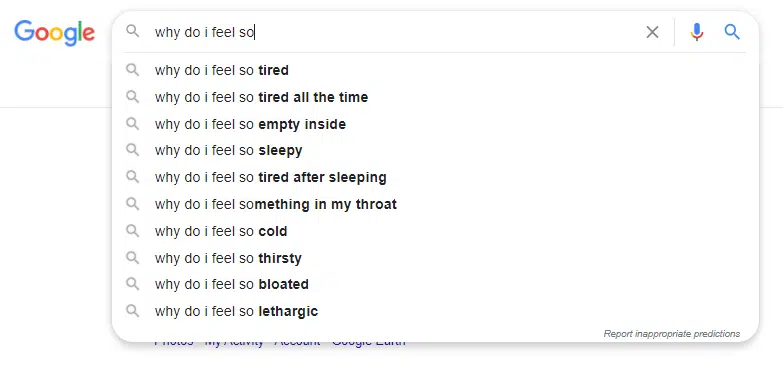 Google why do i feel so
why do i feel so tired
why do i feel so tired all the time
why do i feel so empty inside
why do i feel so sleepy
why do i feel so tired after sleeping
why do i feel something in my throat
why do i feel so cold
why do i feel so thirsty
why do i feel so bloated
why do i feel so lethargic
Report inappropriate predictions
Photos My Activity Account Google Earth